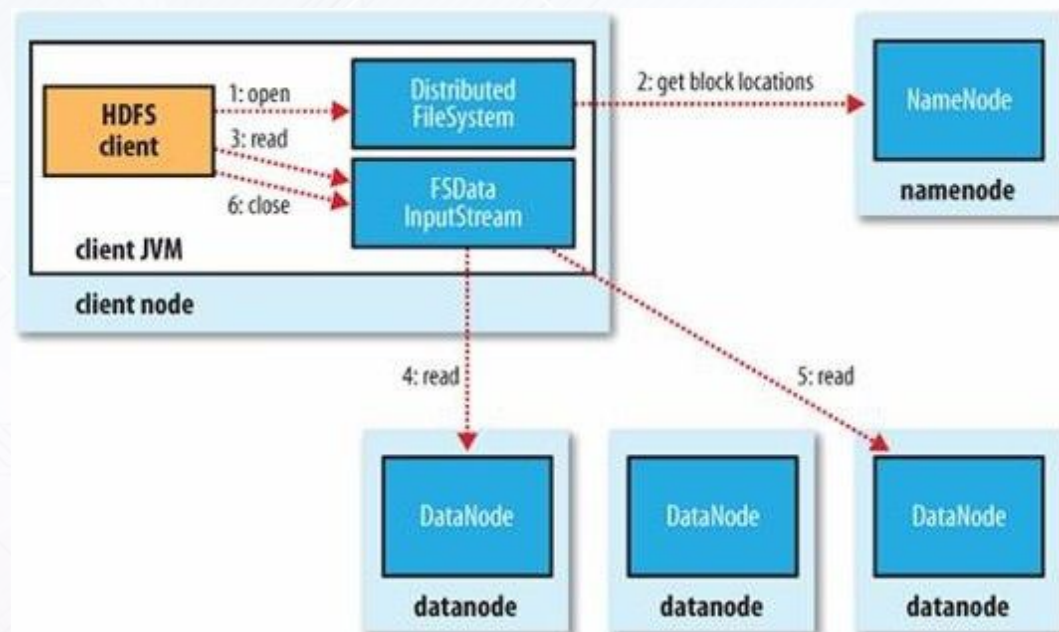 HDFS
client
1: open
3: read
6: close
Distributed
FileSystem
FSData
InputStream
client JVM
client node
2: get block locations
NameNode
namenode
4: read
5: read
DataNode
datanode
DataNode
datanode
DataNode
datanode